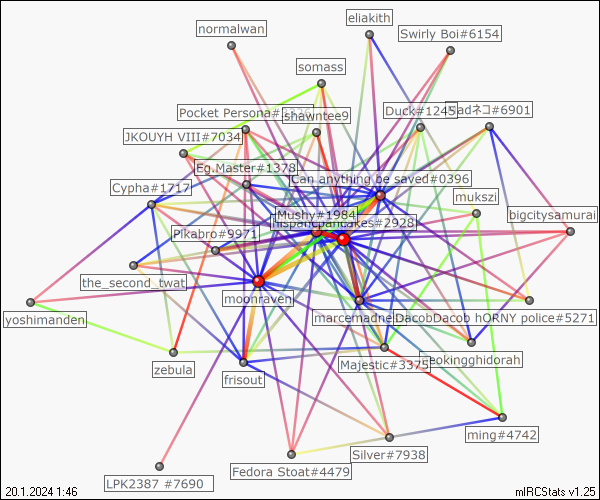 eliakith
normalwan
Swirly Boi#6154
somass
Pocket Persona#
shawntee9
Duck#1245
adネコ#6901
JKOUYH VIII#7034
Eg.Master#1378
Can anything be saved#0396
Cypha#1717
mukszi
Mushy#1984
bigcitysamurai
pancakes#2928
Pikabro#9971
the_second_twat
moonraven
yoshimanden
marcemadne
DacobDacob hORNY police#5271
zebula
Majestic#3375
eokingghidorah
frisout
ming#4742
Silver#7938
Fedora Stoat#4479
LPK2387 #7690
20.1.2024 1:46
mIRCStats v1.25